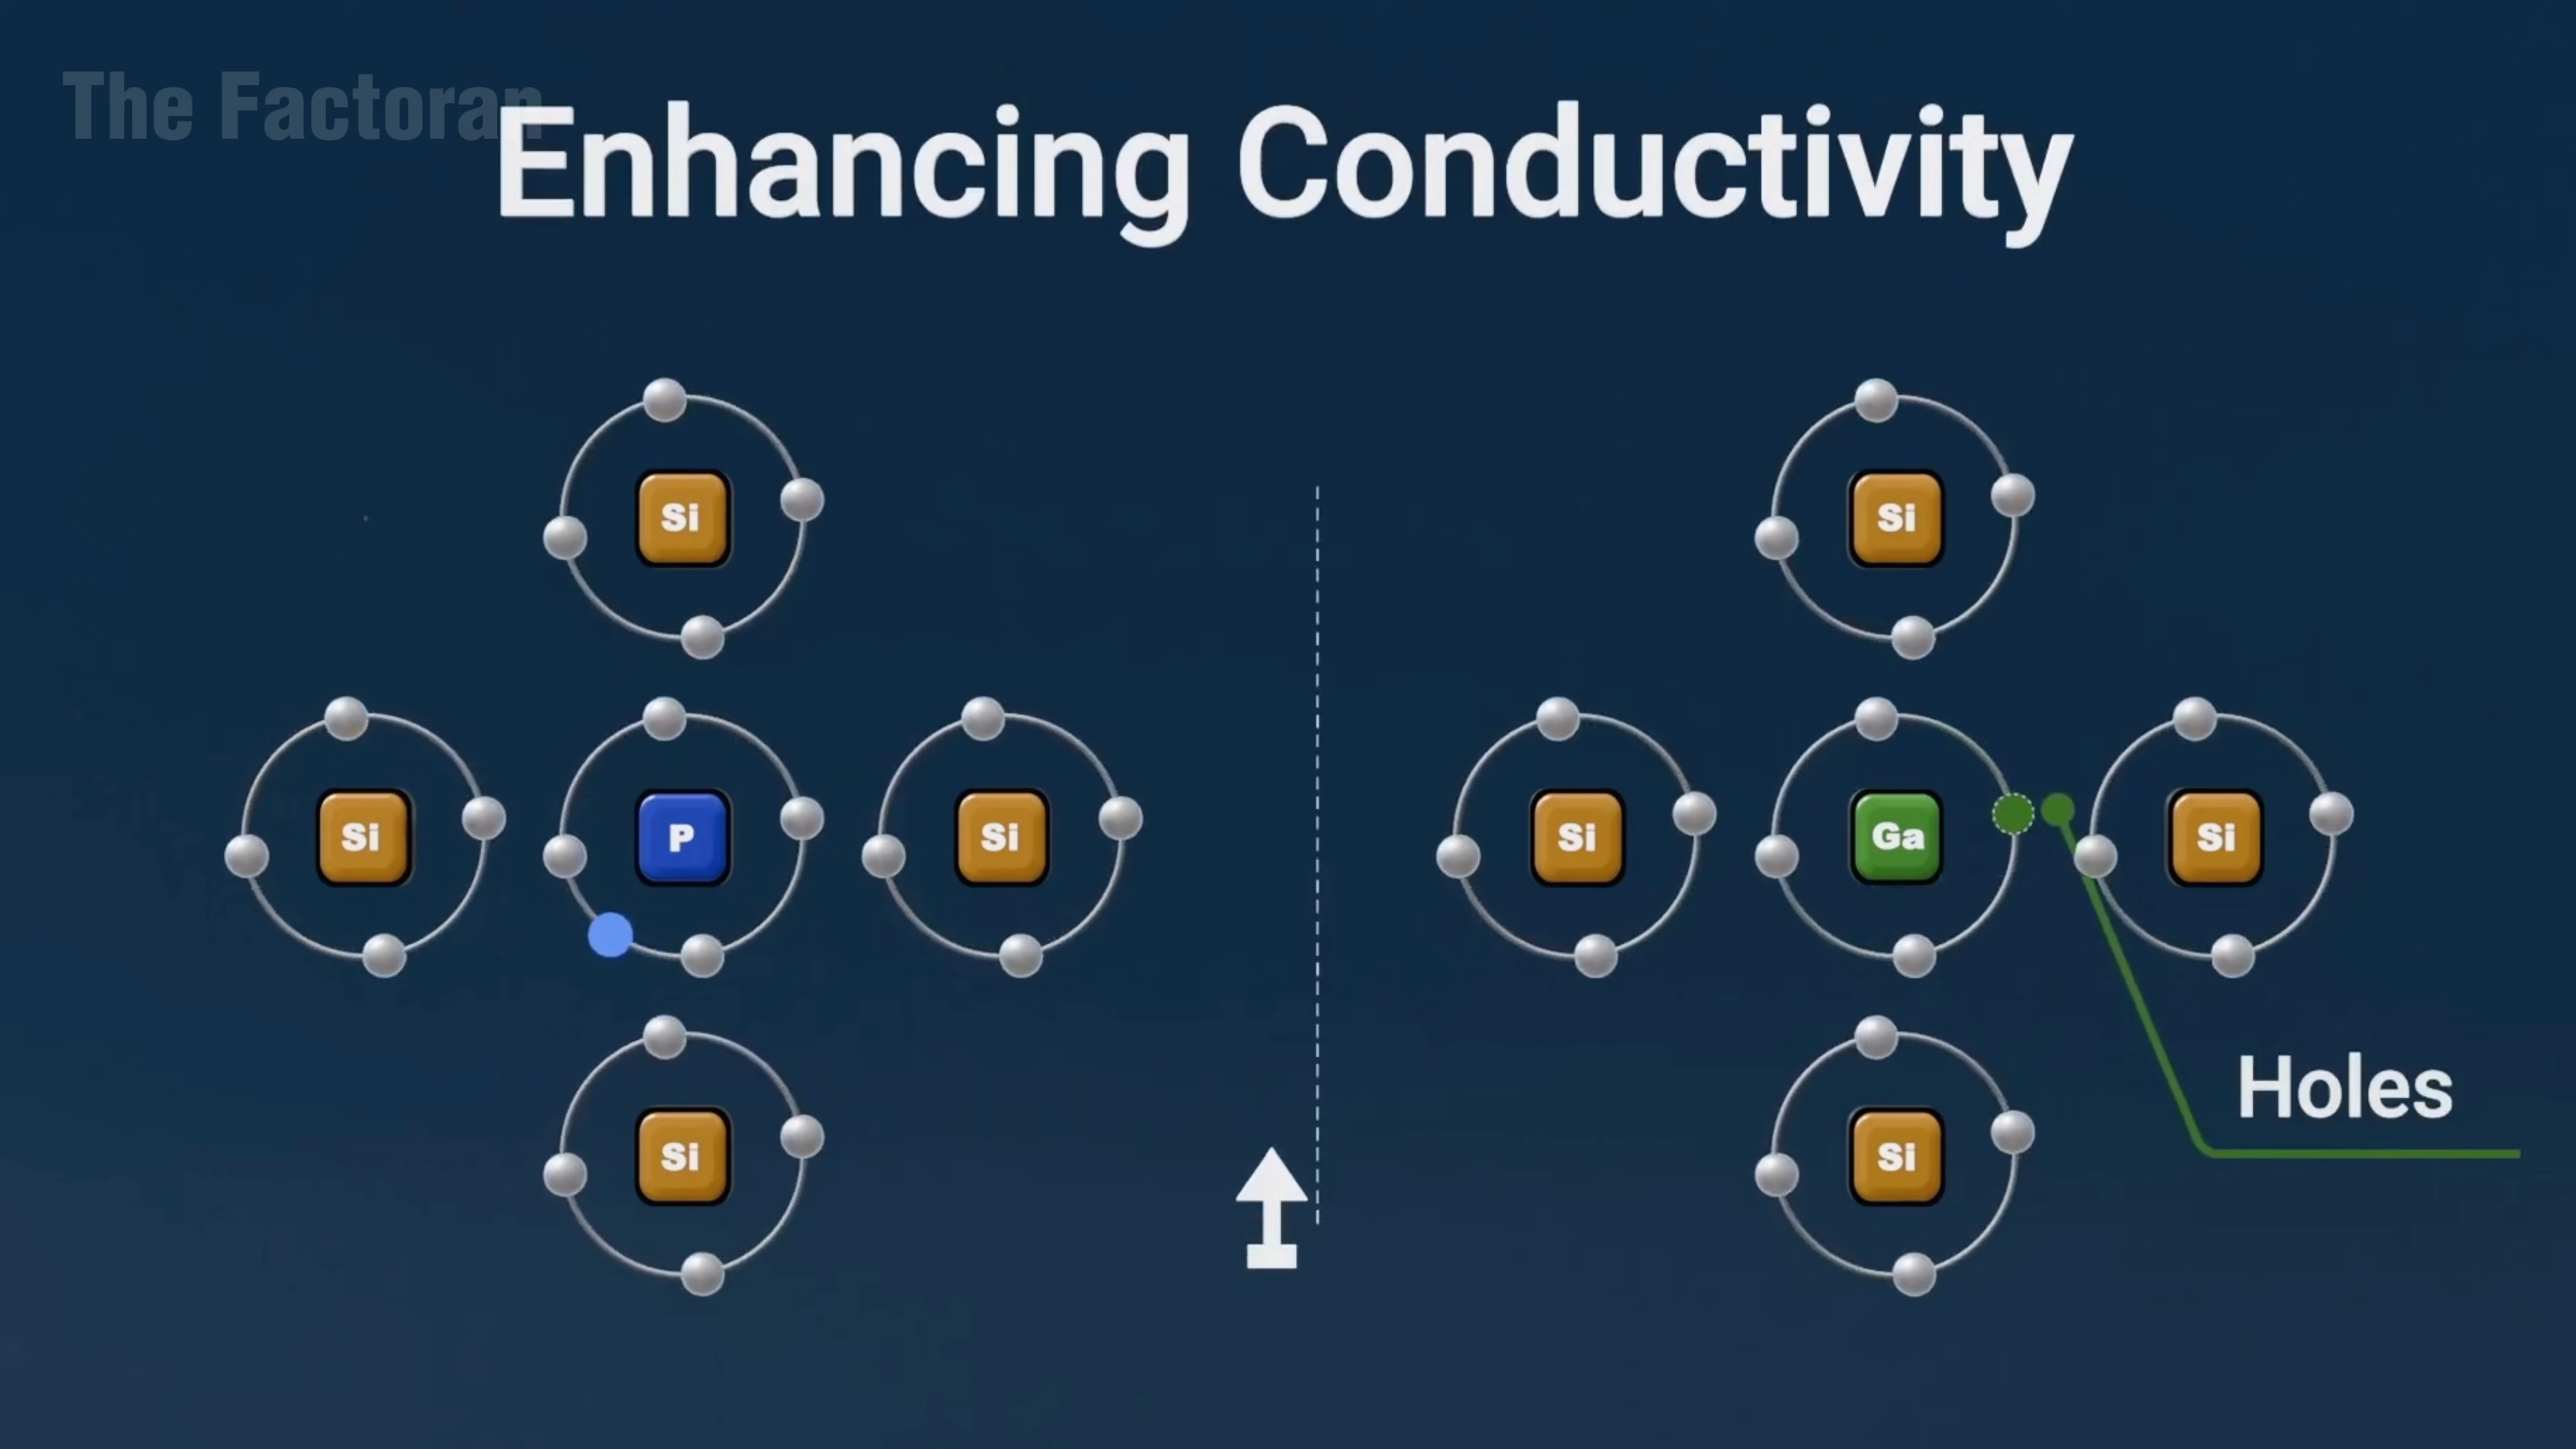 The Factoran
Enhancing Conductivity
Si
Si
Si
P
Si
Si
Ga
Si
Si
Si
Holes